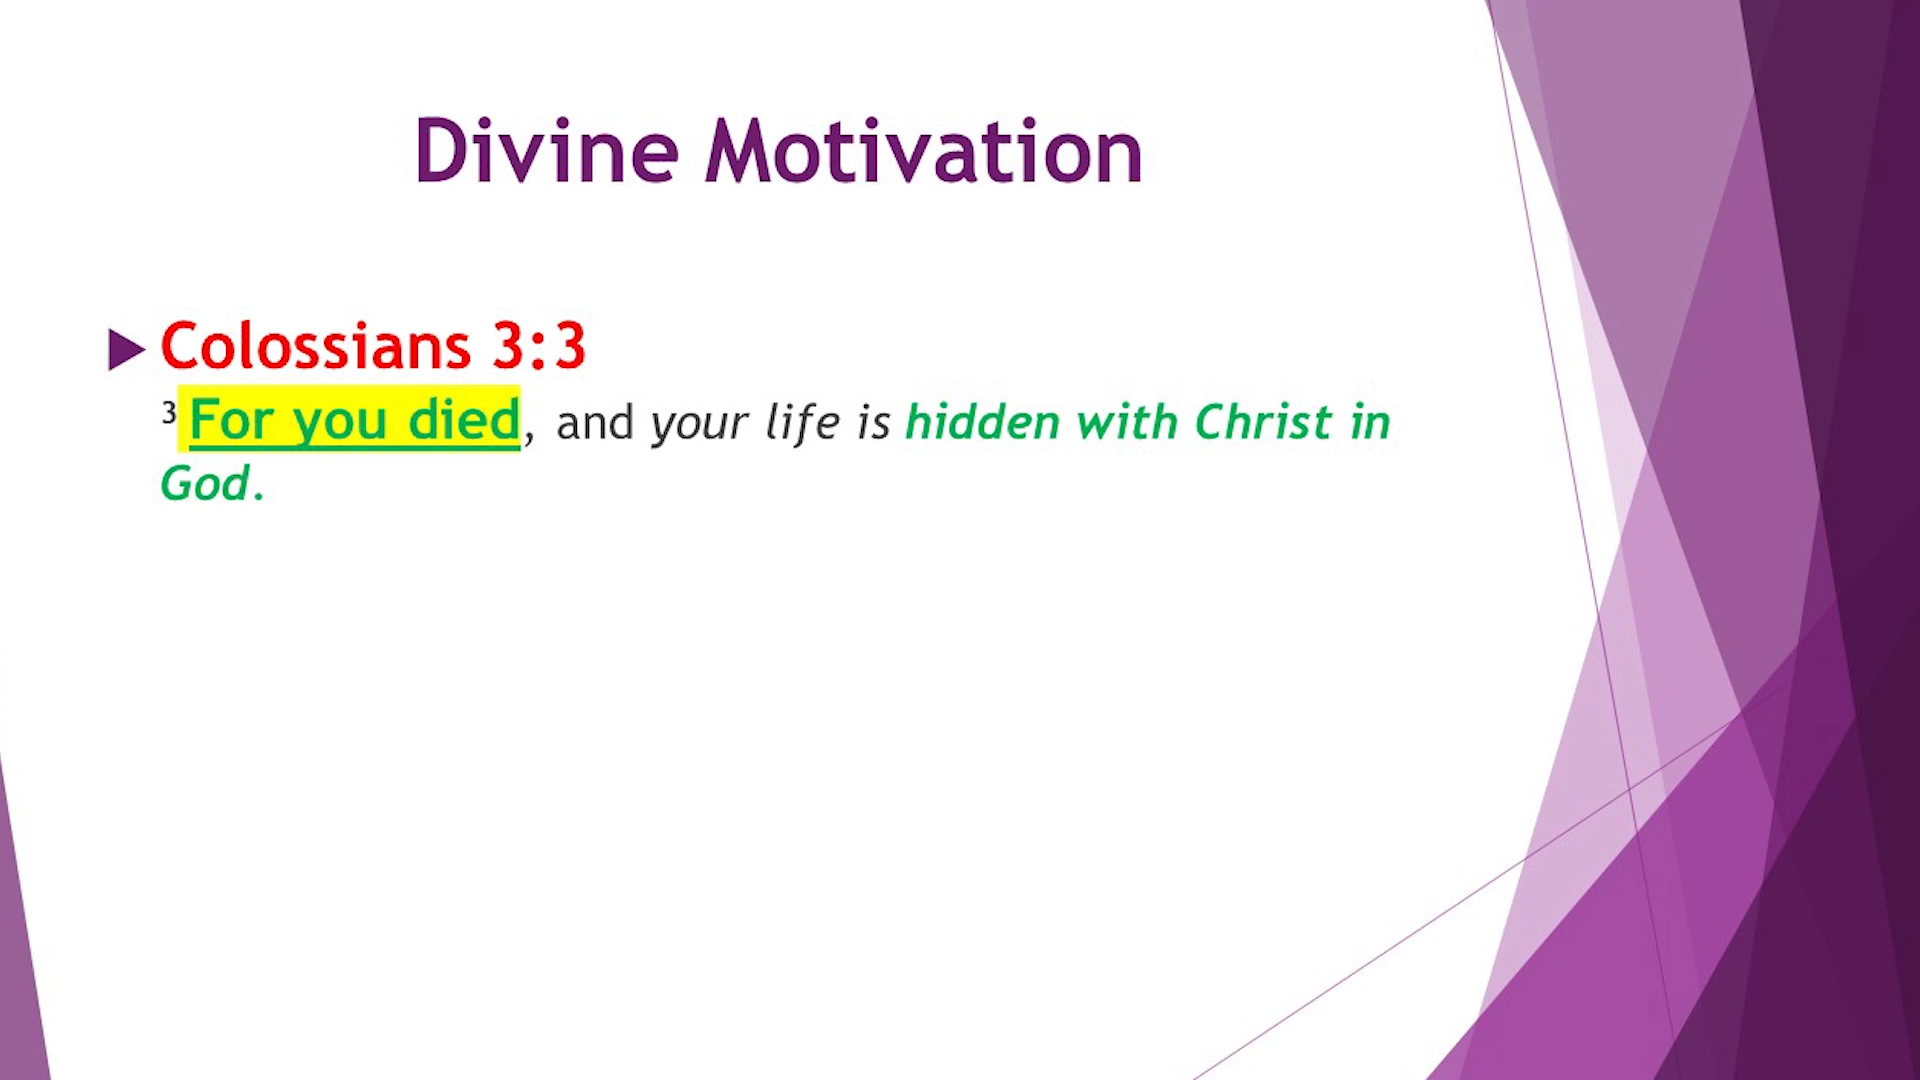 Divine Motivation
Colossians 3:3
3 For you died, and your life is hidden with Christ in
God.